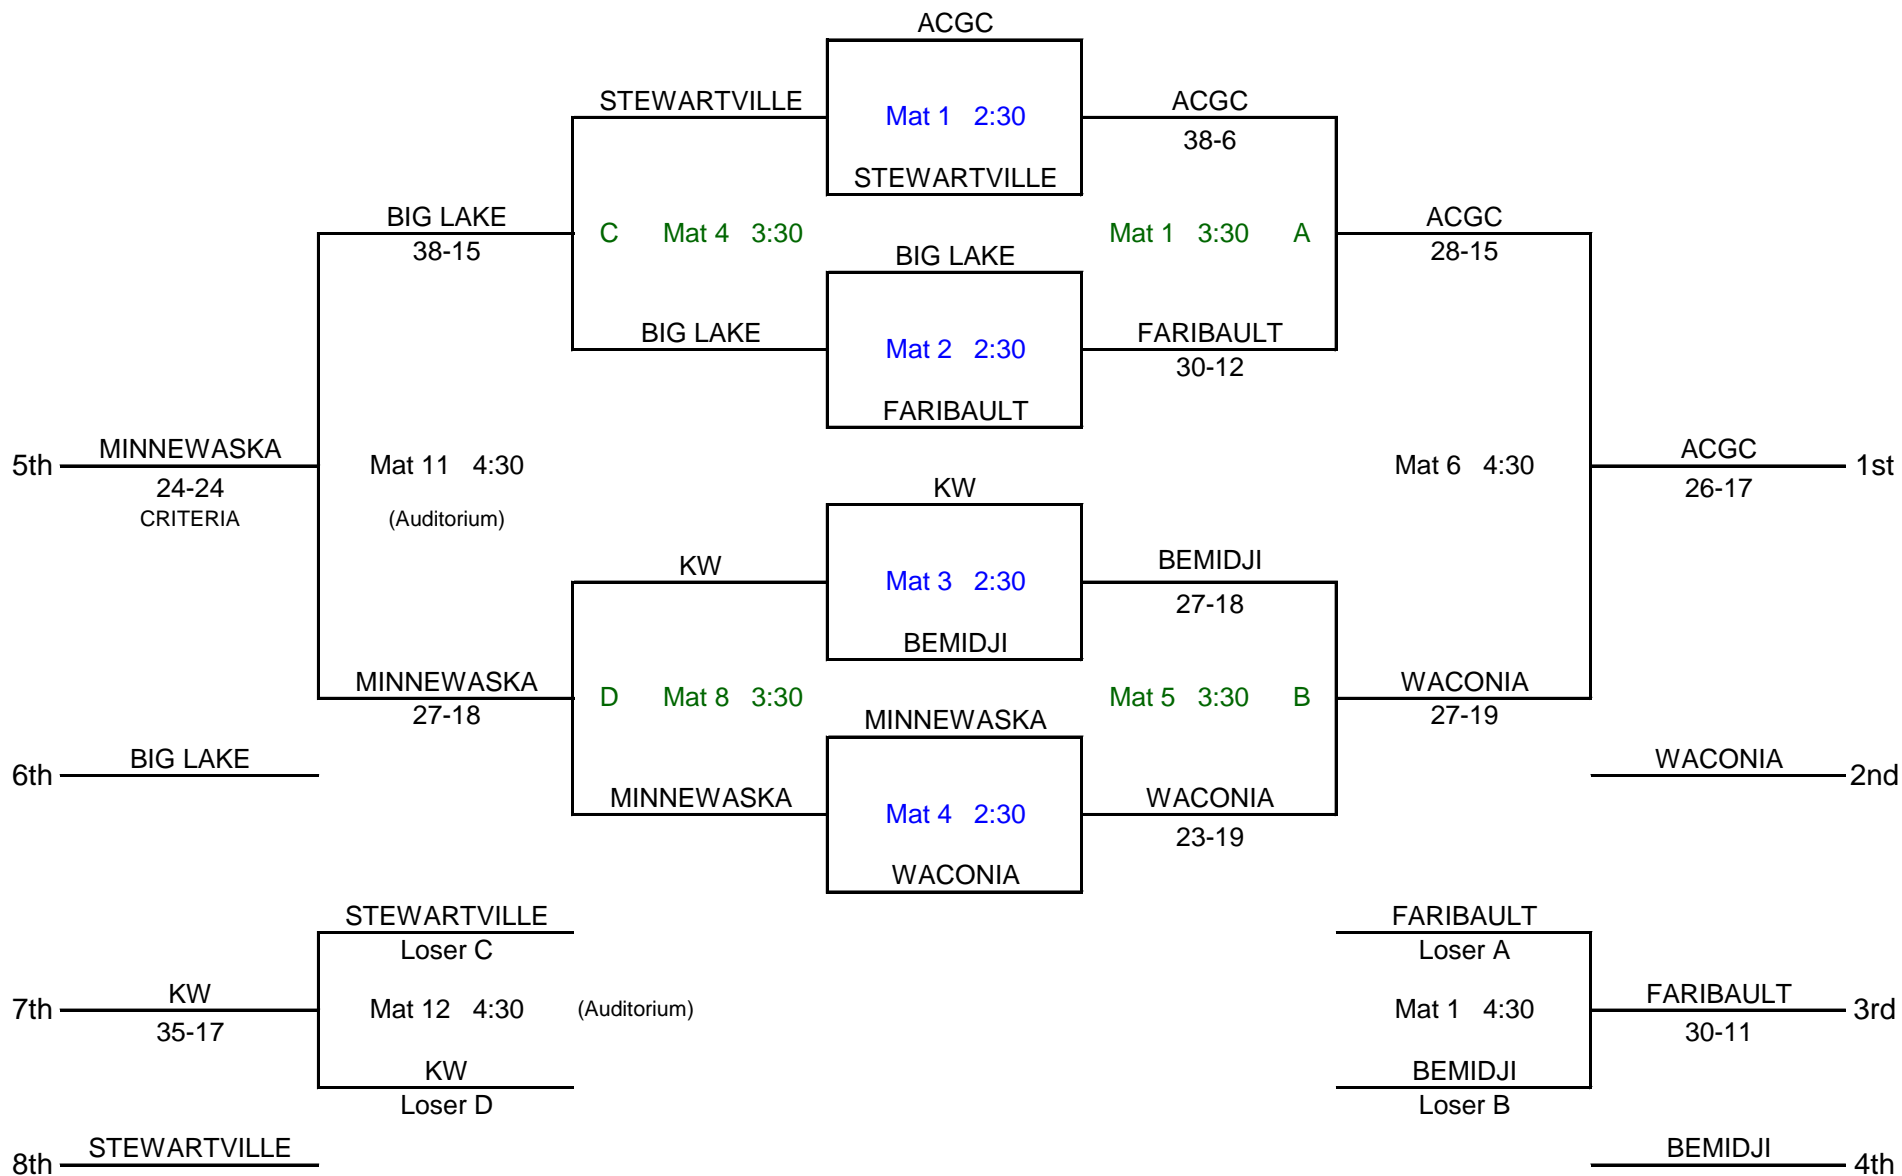 ACGC
STEWARTVILLE
Mat 1 2:30
ACGC
38-6
STEWARTVILLE
BIG LAKE
38-15
C Mat 4 3:30
Mat 1 3:30 A
ACGC
28-15
BIG LAKE
BIG LAKE
Mat 2 2:30
FARIBAULT
30-12
FARIBAULT
5th
MINNEWASKA
24-24
CRITERIA
Mat 11 4:30
(Auditorium)
Mat 6 4:30
ACGC
26-17
1st
KW
KW
Mat 3 2:30
BEMIDJI
27-18
BEMIDJI
MINNEWASKA
27-18
D Mat 8 3:30
Mat 5 3:30 B
WACONIA
27-19
MINNEWASKA
6th
BIG LAKE
WACONIA
2nd
MINNEWASKA
Mat 4 2:30
WACONIA
23-19
WACONIA
STEWARTVILLE
Loser C
FARIBAULT
Loser A
7th
KW
35-17
Mat 12 4:30
(Auditorium)
Mat 1 4:30
FARIBAULT
30-11
3rd
KW
Loser D
BEMIDJI
Loser B
8th
STEWARTVILLE
BEMIDJI
4th